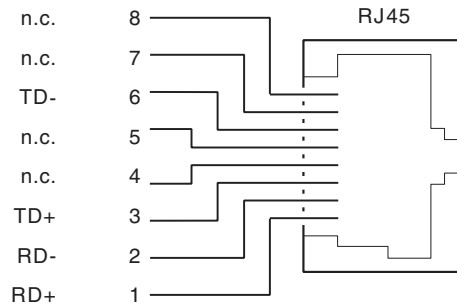 RJ45
n.c. 8
n.c. 7
TD- 6
n.c. 5
n.c. 4
TD+ 3
RD- 2
RD+ 1